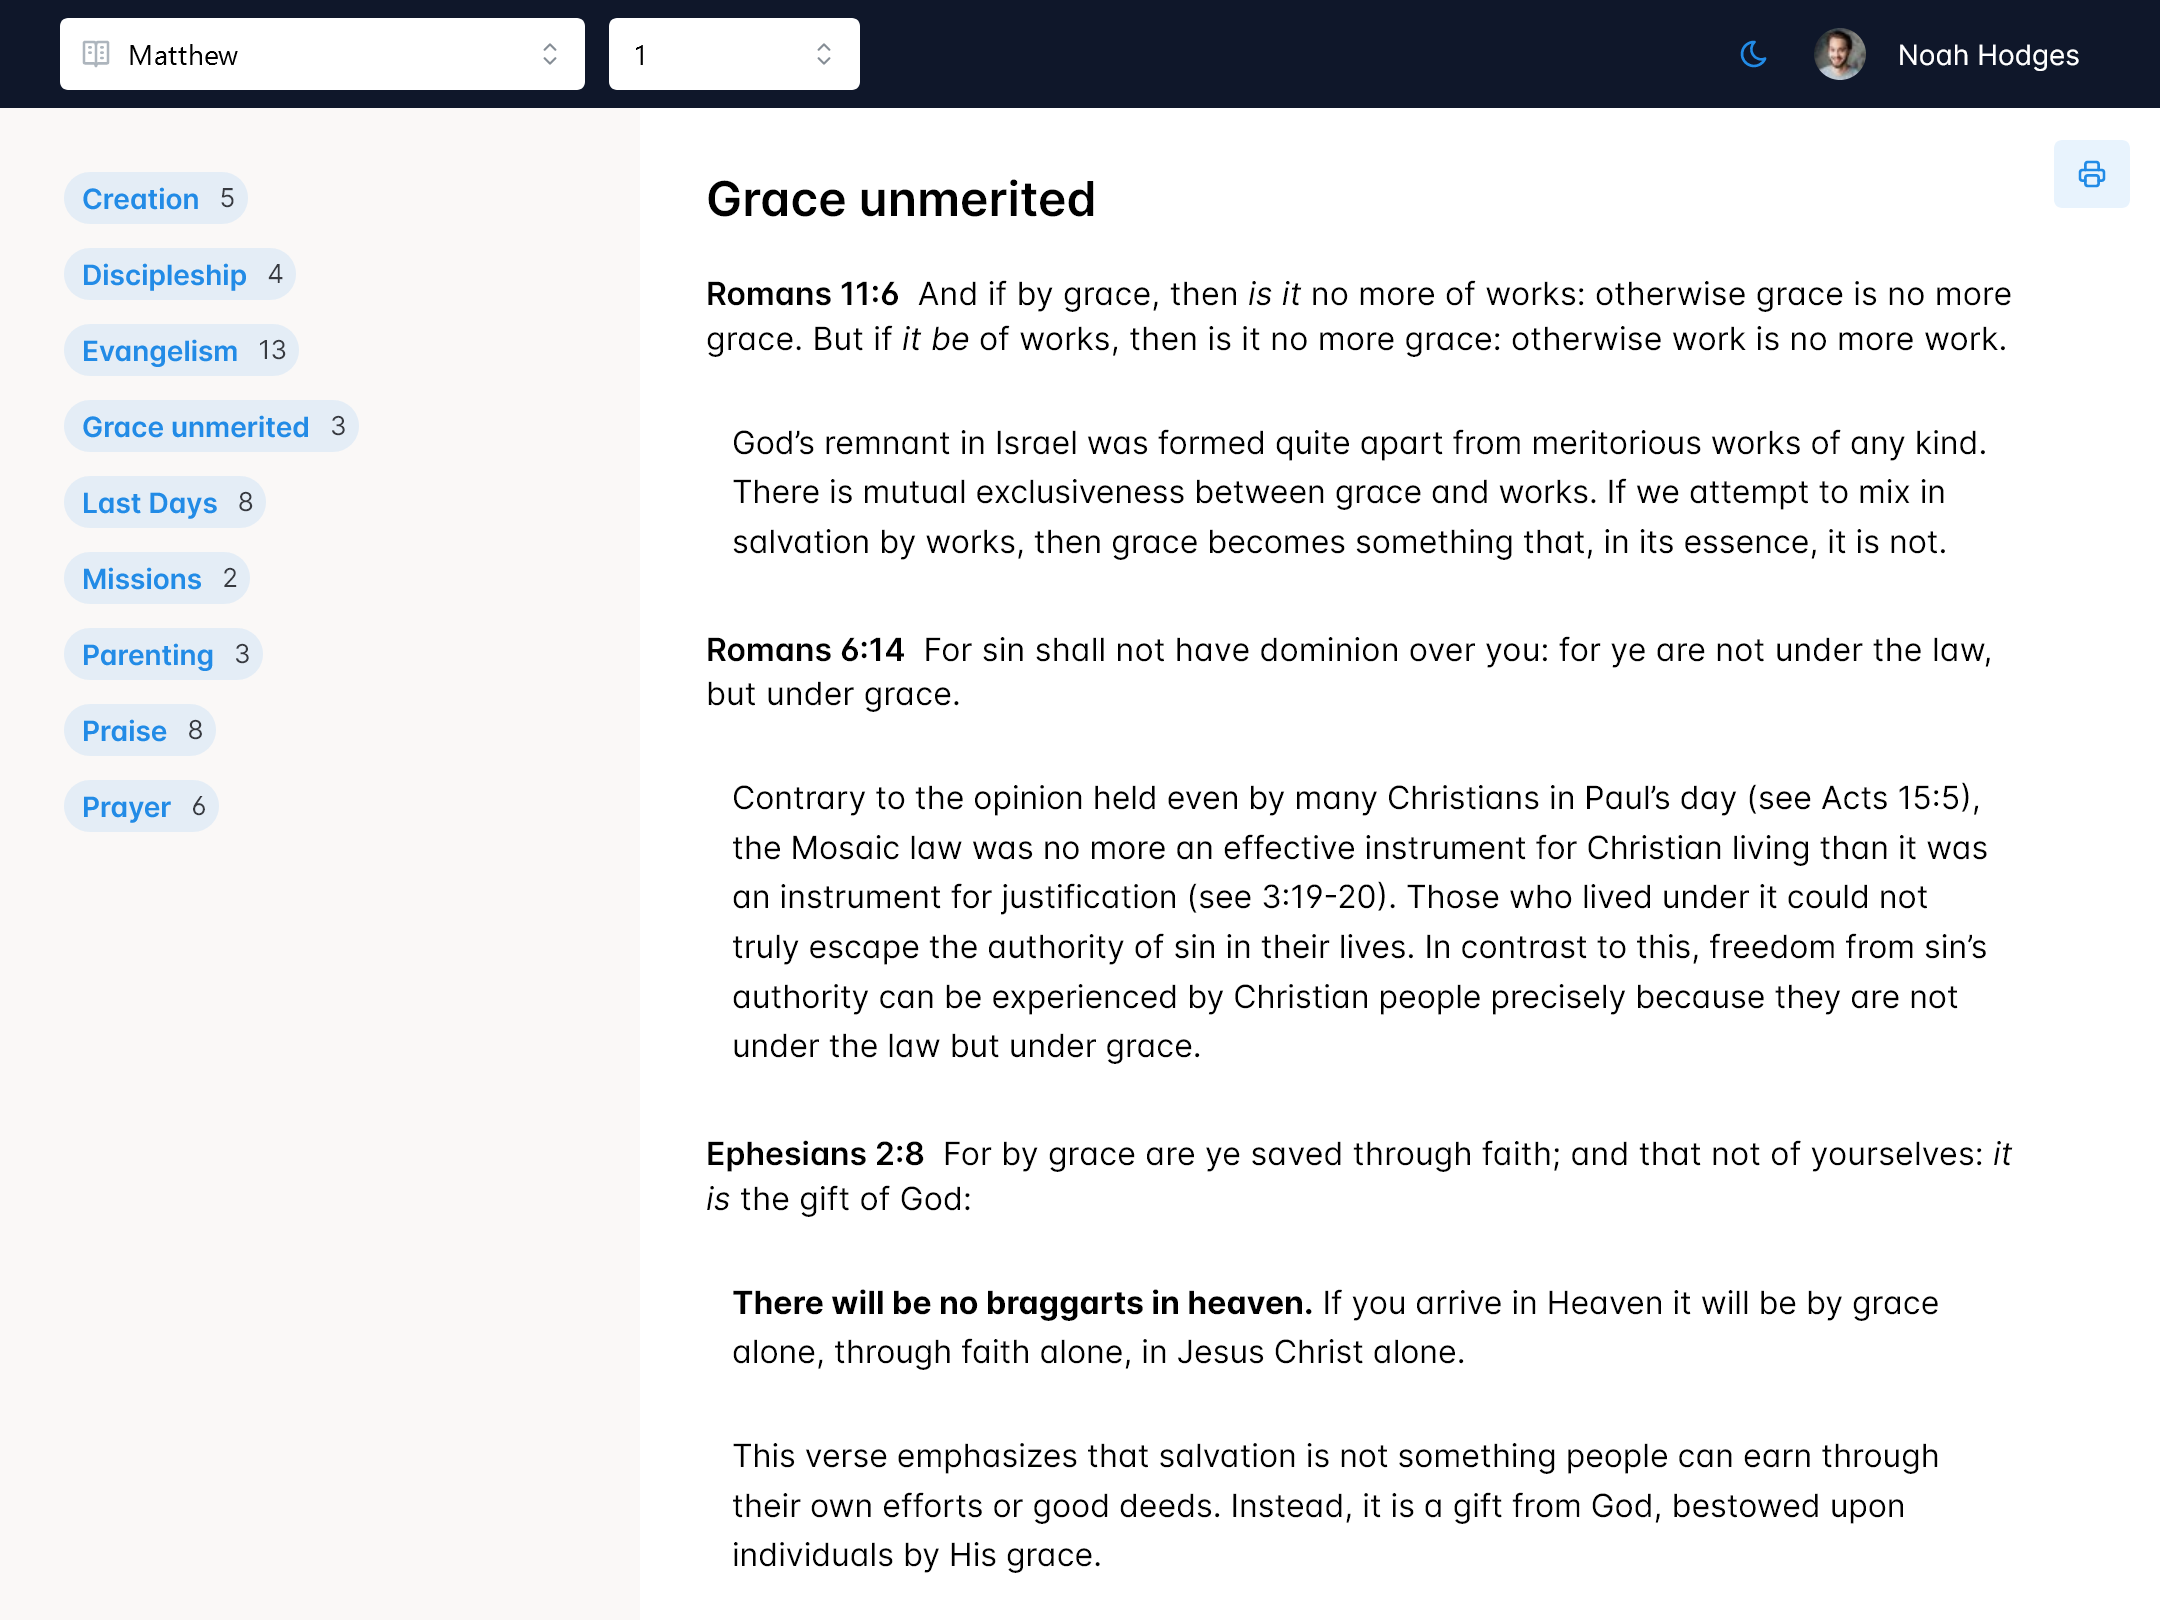 Matthew
1
Noah Hodges
Creation 5
Discipleship 4
Evangelism 13
Grace unmerited 3
Last Days 8
Missions 2
Parenting 3
Praise 8
Prayer 6
Grace unmerited
Romans 11:6 And if by grace, then is it no more of works: otherwise grace is no more
grace. But if it be of works, then is it no more grace: otherwise work is no more work.
God’s remnant in Israel was formed quite apart from meritorious works of any kind.
There is mutual exclusiveness between grace and works. If we attempt to mix in
salvation by works, then grace becomes something that, in its essence, it is not.
Romans 6:14 For sin shall not have dominion over you: for ye are not under the law,
but under grace.
Contrary to the opinion held even by many Christians in Paul’s day (see Acts 15:5),
the Mosaic law was no more an effective instrument for Christian living than it was
an instrument for justification (see 3:19-20). Those who lived under it could not
truly escape the authority of sin in their lives. In contrast to this, freedom from sin’s
authority can be experienced by Christian people precisely because they are not
under the law but under grace.
Ephesians 2:8 For by grace are ye saved through faith; and that not of yourselves: it
is the gift of God:
There will be no braggarts in heaven. If you arrive in Heaven it will be by grace
alone, through faith alone, in Jesus Christ alone.
This verse emphasizes that salvation is not something people can earn through
their own efforts or good deeds. Instead, it is a gift from God, bestowed upon
individuals by His grace.